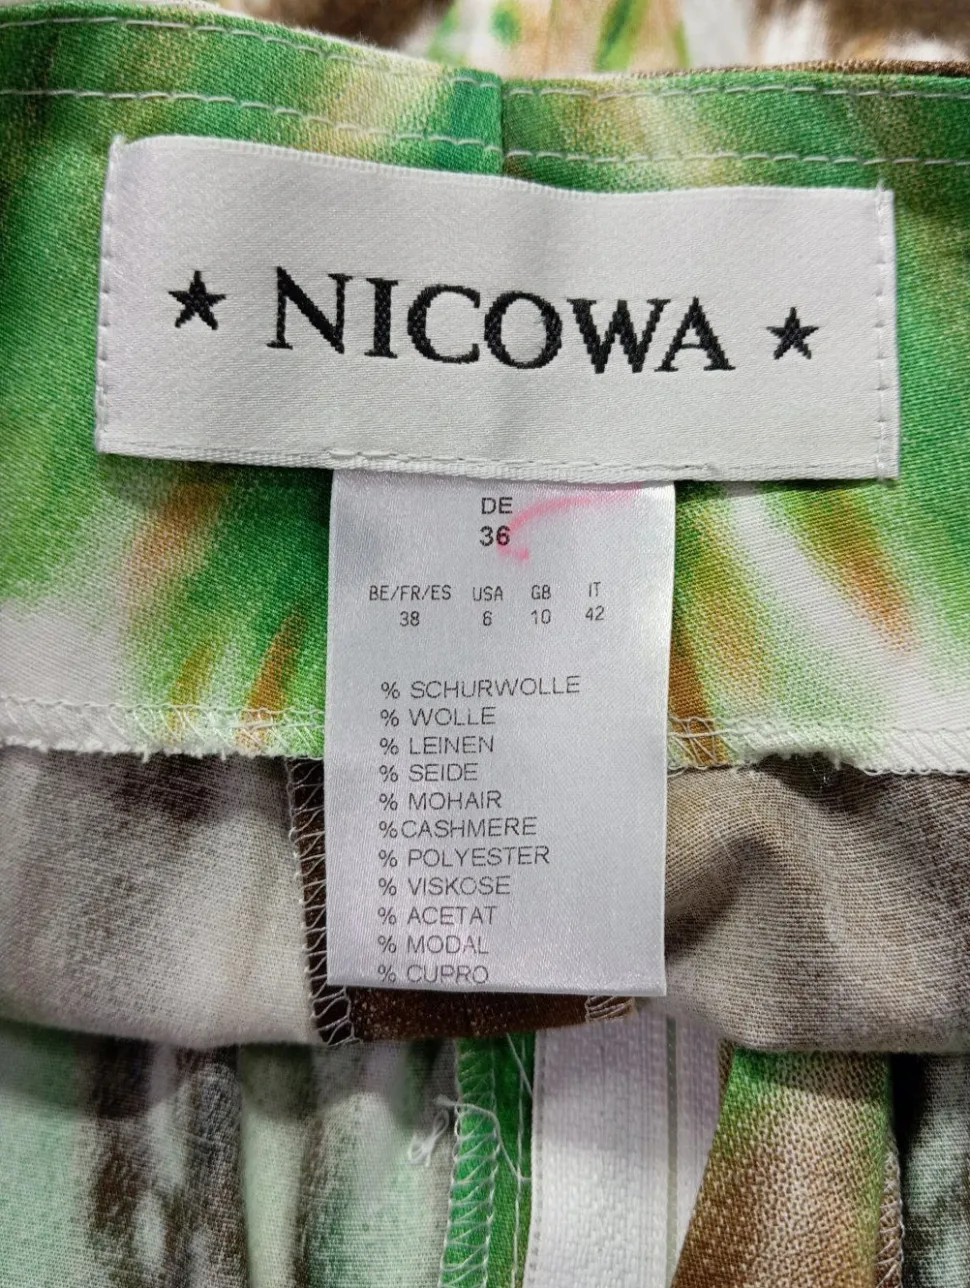 ★ NICOWA ★
DE
36
BE/FR/ES USA GB IT
38 6 10 42
% SCHURWOLLE
% WOLLE
% LEINEN
% SEIDE
% MOHAIR
%CASHMERE
% POLYESTER
% VISKOSE
% ACETAT
% MODAL
% CUPRO